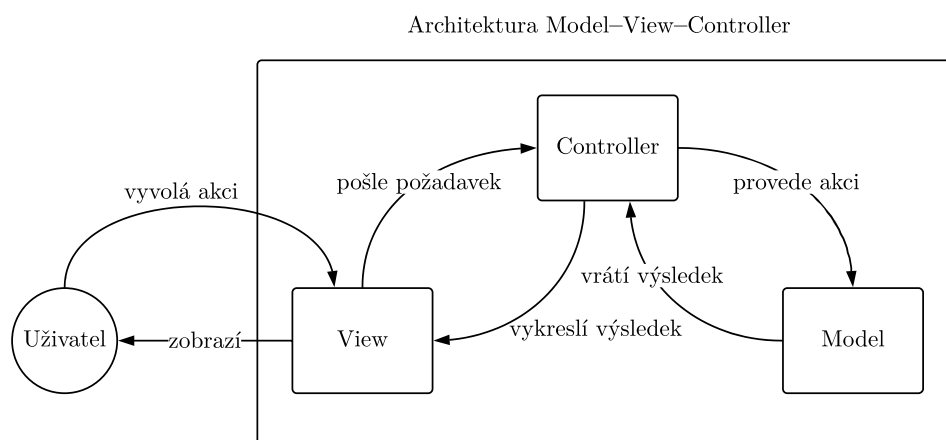 Architektura Model–View–Controller
Controller
pošle požadavek
provede akci
vyvolá akci
vrátí výsledek
vykreslí výsledek
Uživatel
zobrazí
View
Model